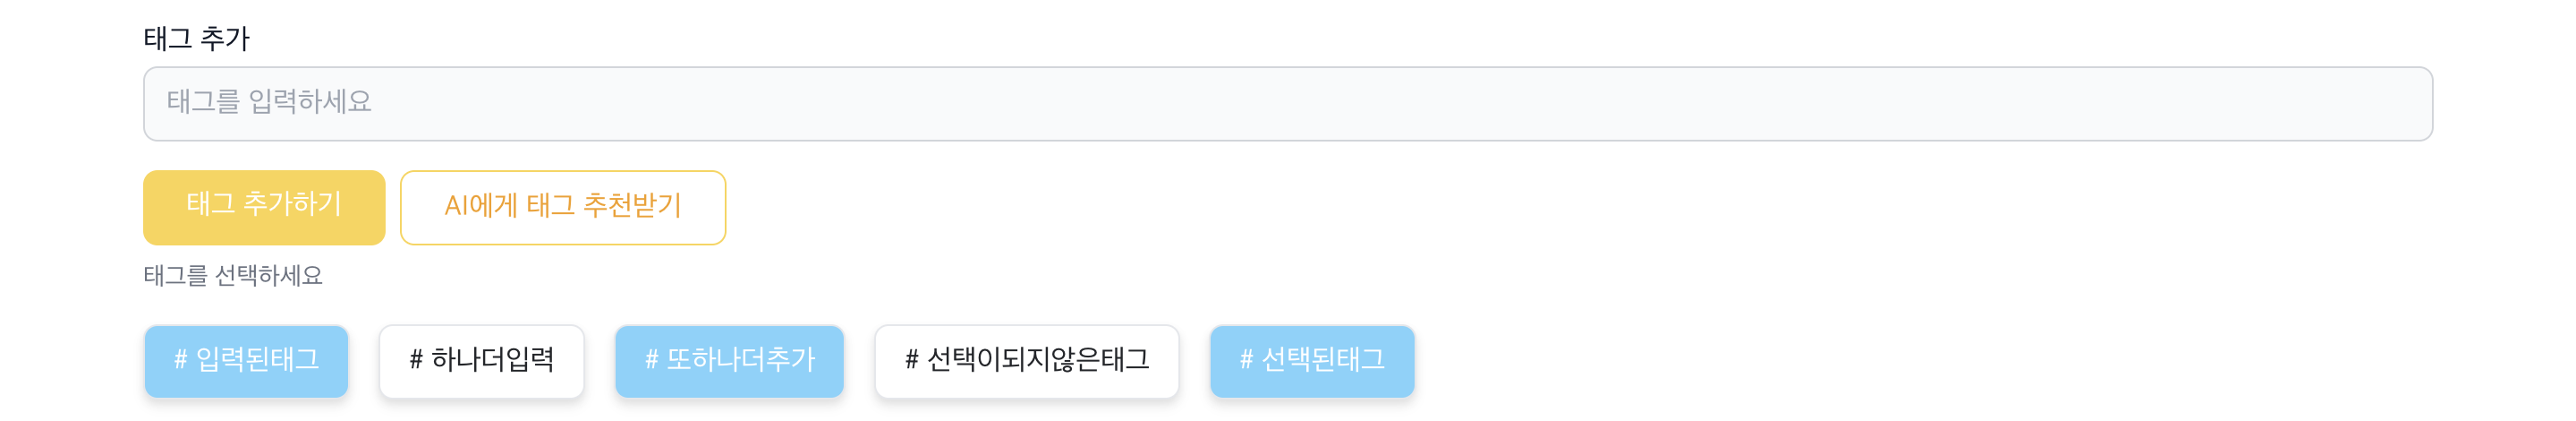 태그 추가
태그를 입력하세요
태그 추가하기 AI에게 태그 추천받기
태그를 선택하세요
# 입력된태그 # 하나더입력 # 또하나더추가 # 선택이되지않은태그 # 선택된태그